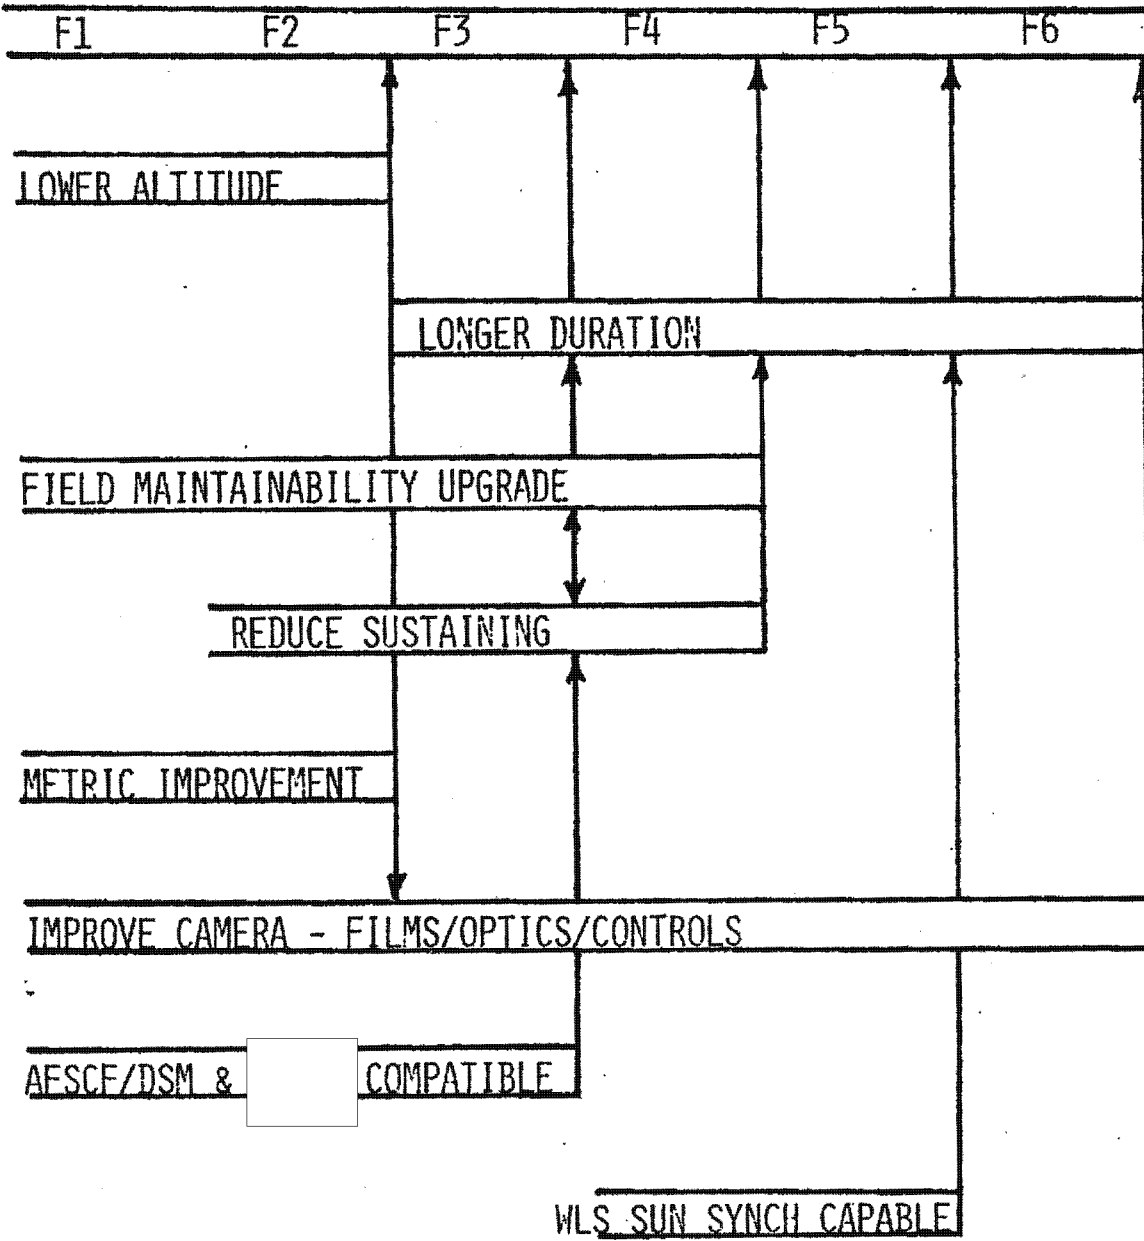 F1 F2 F3 F4 F5 F6
LOWER ALTITUDE
LONGER DURATION
FIELD MAINTAINABILITY UPGRADE
REDUCE SUSTAINING
METRIC IMPROVEMENT
IMPROVE CAMERA - FILMS/OPTICS/CONTROLS
AFSCF/DSM & COMPATIBLE
WLS SUN SYNCH CAPABLE